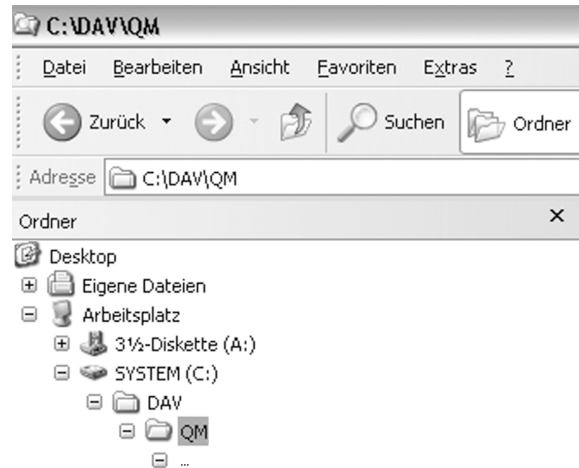 C:\DAV\QM
Datei Bearbeiten Ansicht Favoriten Extras ?
Zurück Suchen Ordner
Adresse C:\DAV\QM
Ordner
Desktop
Eigene Dateien
Arbeitsplatz
3½-Diskette (A:)
SYSTEM (C:)
DAV
QM
...